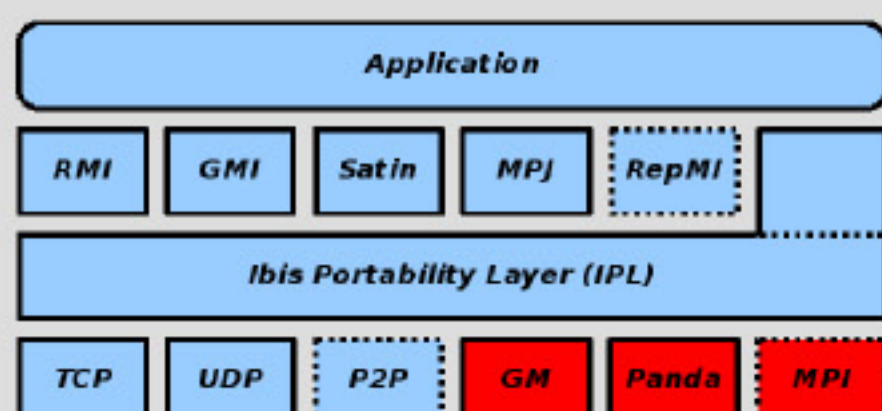 Application
RMI GMI Satin MPJ RepMI
Ibis Portability Layer (IPL)
TCP UDP P2P GM Panda MPI